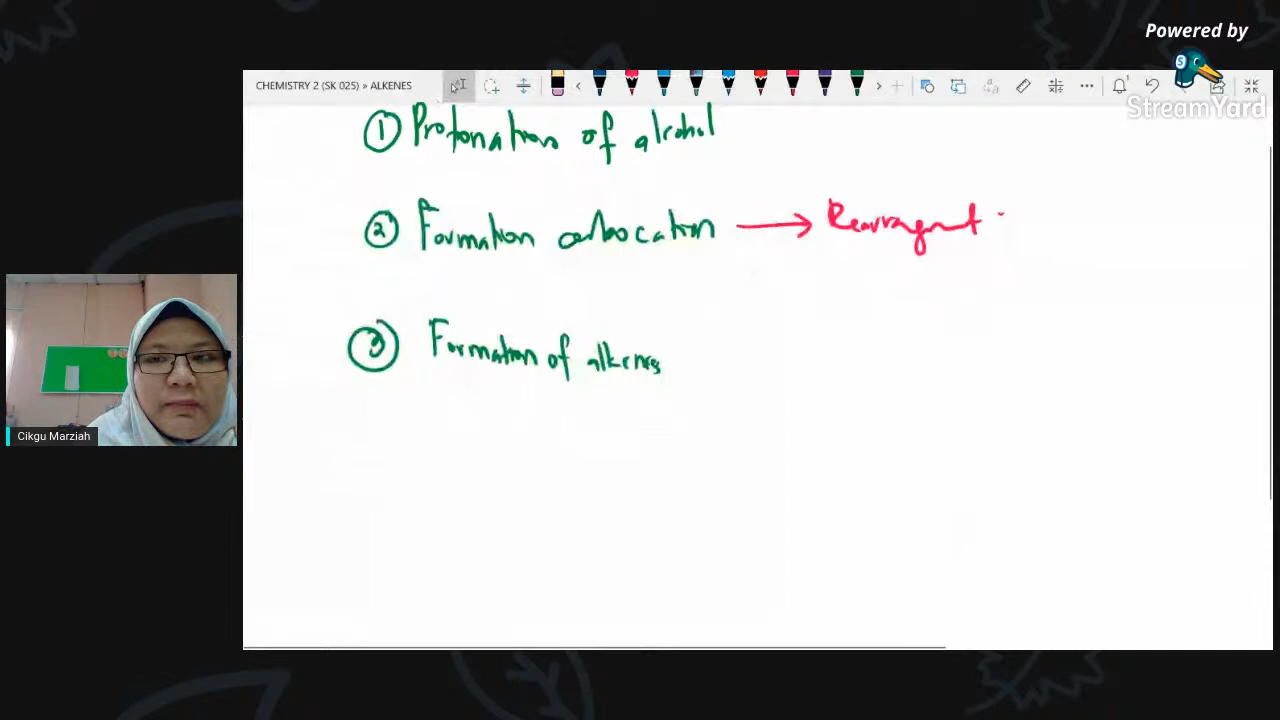 Powered by
StreamYard
CHEMISTRY 2 (SK 025) » ALKENES
① Protonation of alcohol
② Formation carbocation → Rearragmt
③ Formation of alkenes
Cikgu Marziah